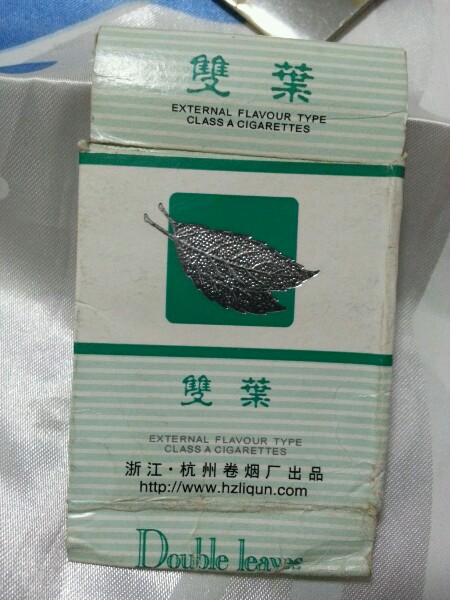 雙葉
EXTERNAL FLAVOUR TYPE
CLASS A CIGARETTES
雙葉
EXTERNAL FLAVOUR TYPE
CLASS A CIGARETTES
浙江·杭州卷烟厂出品
http://www.hzliqun.com
Double leaves